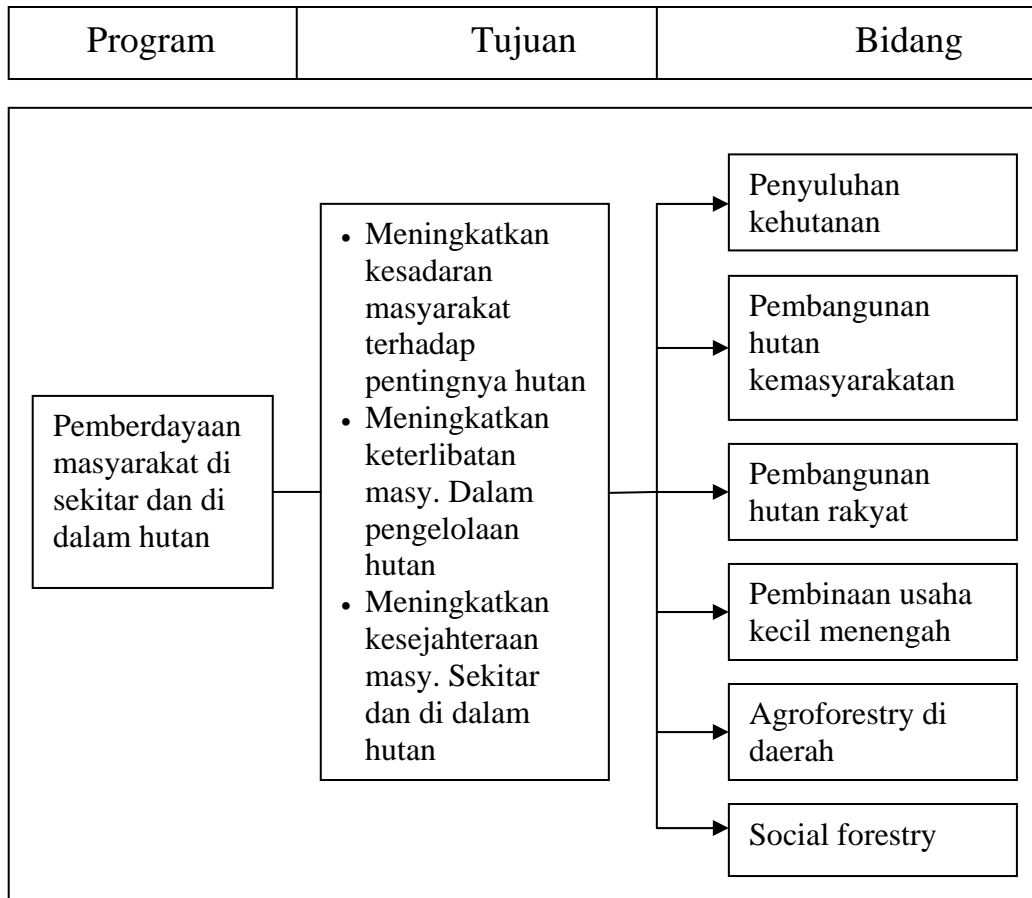 Program Tujuan Bidang
Pemberdayaan
masyarakat di
sekitar dan di
dalam hutan
• Meningkatkan
kesadaran
masyarakat
terhadap
pentingnya hutan
• Meningkatkan
keterlibatan
masy. Dalam
pengelolaan
hutan
• Meningkatkan
kesejahteraan
masy. Sekitar
dan di dalam
hutan
Penyuluhan
kehutanan
Pembangunan
hutan
kemasyarakatan
Pembangunan
hutan rakyat
Pembinaan usaha
kecil menengah
Agroforestry di
daerah
Social forestry